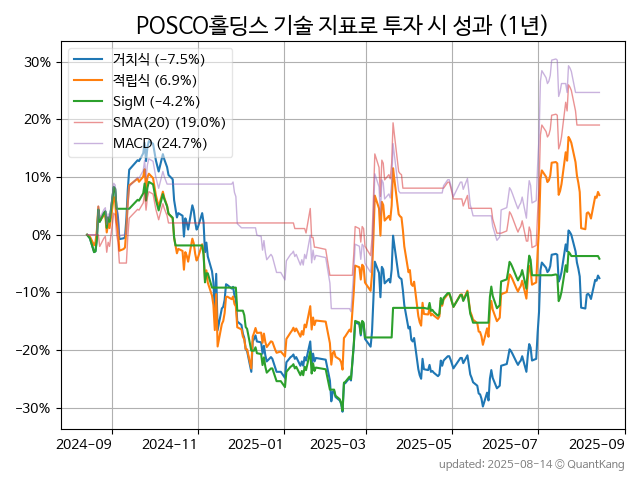 POSCO홀딩스 기술 지표로 투자 시 성과 (1년)
거치식 (−7.5%)
적립식 (6.9%)
SigM (−4.2%)
SMA(20) (19.0%)
MACD (24.7%)
30%
20%
10%
0%
−10%
−20%
−30%
2024-09 2024-11 2025-01 2025-03 2025-05 2025-07 2025-09
updated: 2025-08-14 © QuantKang